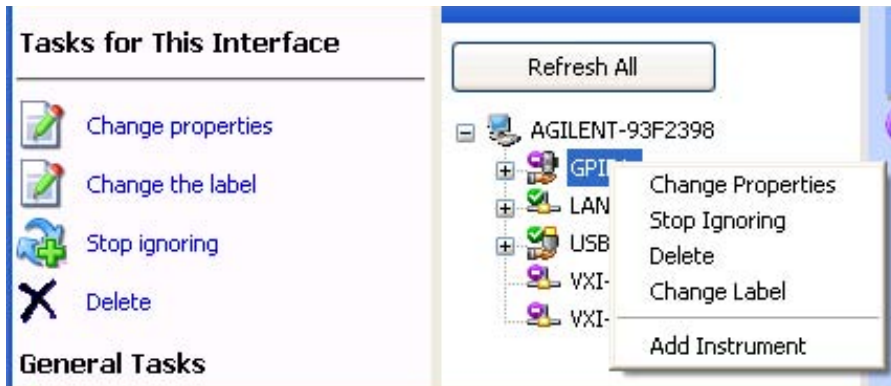 Tasks for This Interface
Change properties
Change the label
Stop ignoring
Delete
General Tasks
Refresh All
AGILENT-93F2398
LAN
USB
VXI-
VXI-
Change Properties
Stop Ignoring
Delete
Change Label
Add Instrument